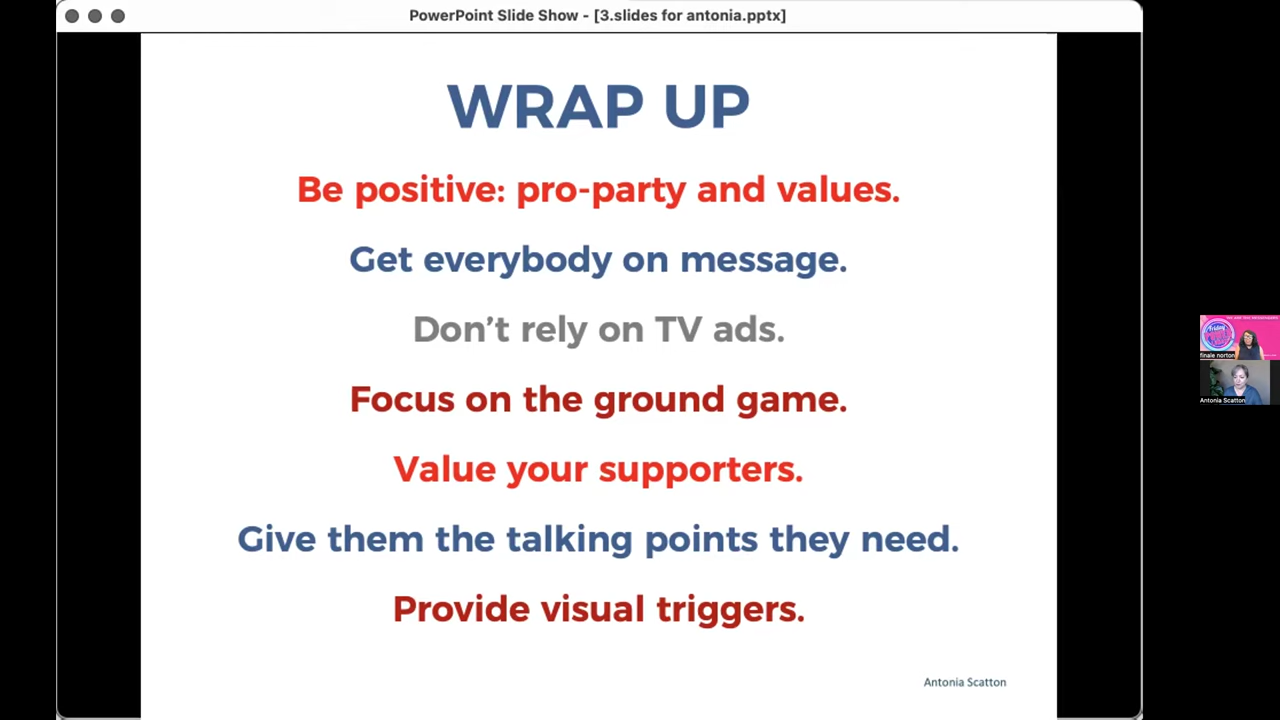 PowerPoint Slide Show - [3.slides for antonia.pptx]
WRAP UP
Be positive: pro-party and values.
Get everybody on message.
Don’t rely on TV ads.
Focus on the ground game.
Value your supporters.
Give them the talking points they need.
Provide visual triggers.
Antonia Scatton
finale norton
Antonia Scatton